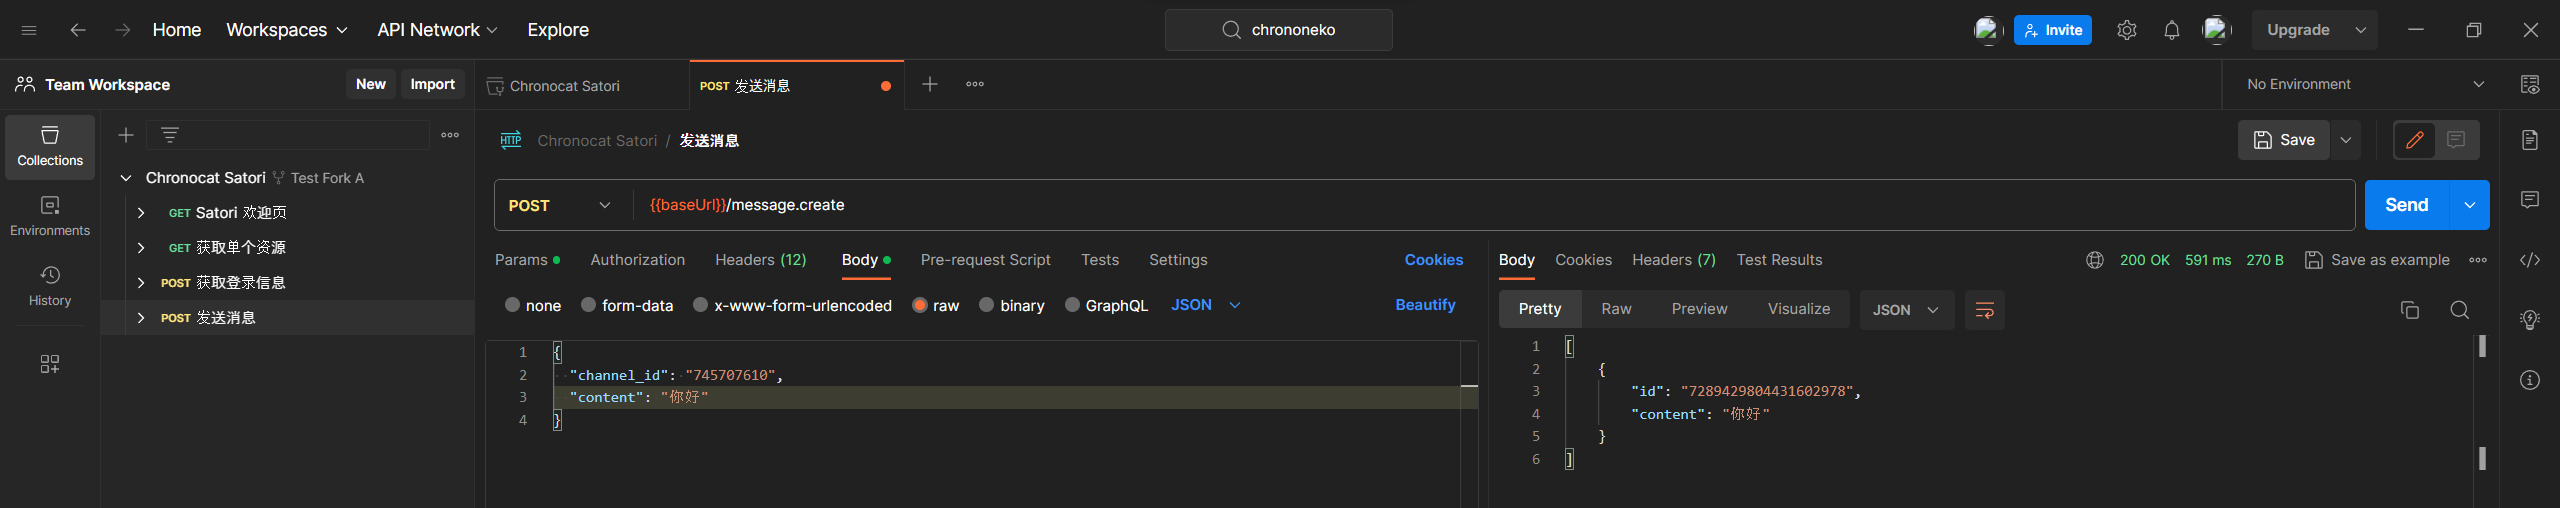 Home Workspaces API Network Explore chrononeko Invite Upgrade
Team Workspace New Import Chronocat Satori POST 发送消息 No Environment
Collections
Environments
History
Chronocat Satori Test Fork A
GET Satori 欢迎页
GET 获取单个资源
POST 获取登录信息
POST 发送消息
HTTP Chronocat Satori / 发送消息 Save
POST {{baseUrl}}/message.create Send
Params Authorization Headers (12) Body Pre-request Script Tests Settings Cookies
none form-data x-www-form-urlencoded raw binary GraphQL JSON Beautify
1 {
2 "channel_id": "745707610",
3 "content": "你好"
4 }
Body Cookies Headers (7) Test Results 200 OK 591 ms 270 B Save as example
Pretty Raw Preview Visualize JSON
1 [
2 {
3 "id": "7289429804431602978",
4 "content": "你好"
5 }
6 ]